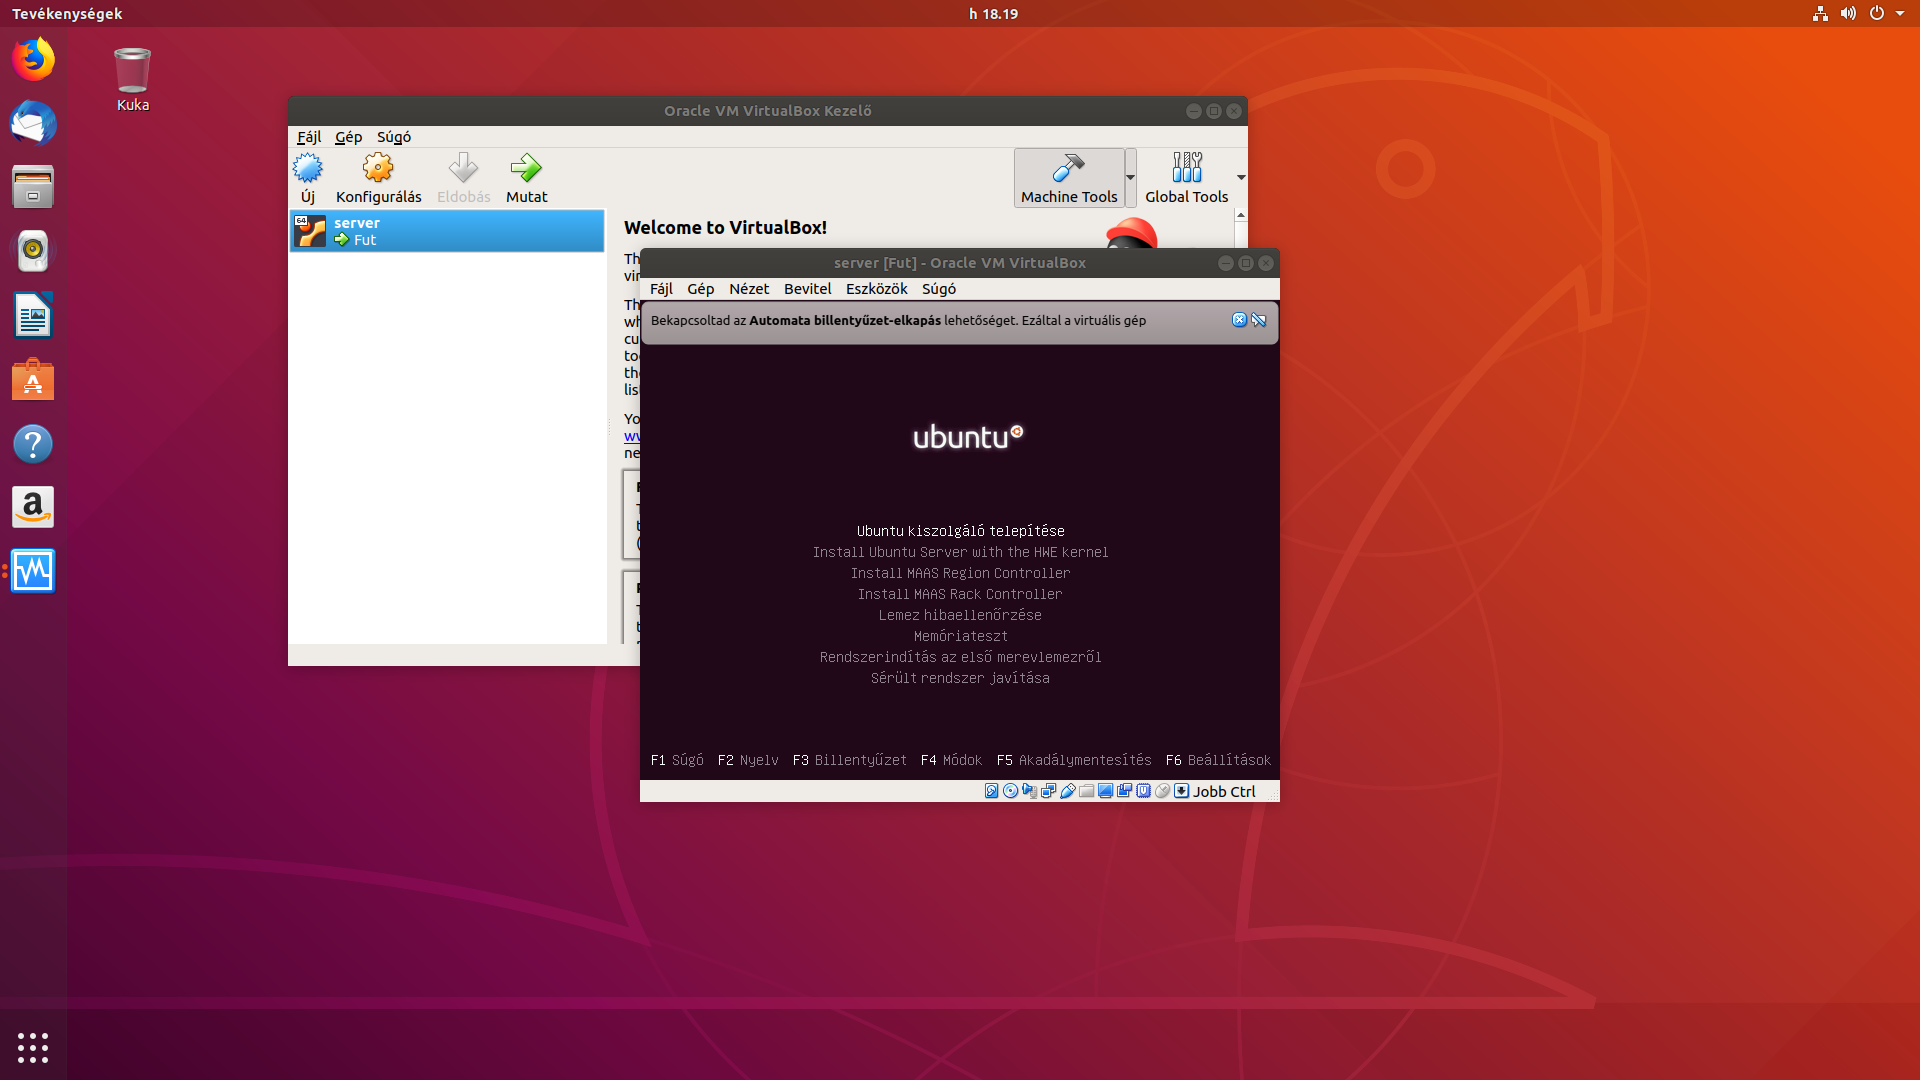 Tevékenységek
h 18.19
Kuka
Oracle VM VirtualBox Kezelő
Fájl Gép Súgó
Új Konfigurálás Eldobás Mutat Machine Tools Global Tools
64
server
Fut
Welcome to VirtualBox!
Th
vir
Th
wh
cu
too
the
lis
Yo
ww
ne
server [Fut] - Oracle VM VirtualBox
Fájl Gép Nézet Bevitel Eszközök Súgó
Bekapcsoltad az Automata billentyűzet-elkapás lehetőséget. Ezáltal a virtuális gép
ubuntu
Ubuntu kiszolgáló telepítése
Install Ubuntu Server with the HWE kernel
Install MAAS Region Controller
Install MAAS Rack Controller
Lemez hibaellenőrzése
Memóriateszt
Rendszerindítás az első merevlemezről
Sérült rendszer javítása
F1 Súgó F2 Nyelv F3 Billentyűzet F4 Módok F5 Akadálymentesítés F6 Beállítások
Jobb Ctrl